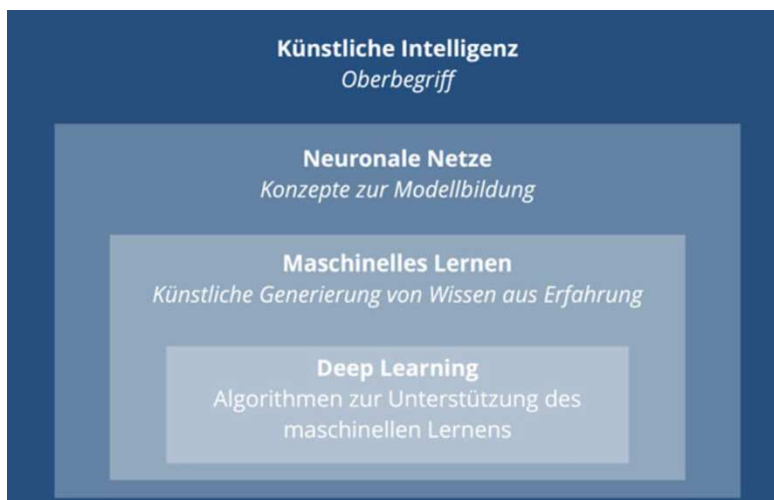 Künstliche Intelligenz
Oberbegriff
Neuronale Netze
Konzepte zur Modellbildung
Maschinelles Lernen
Künstliche Generierung von Wissen aus Erfahrung
Deep Learning
Algorithmen zur Unterstützung des
maschinellen Lernens